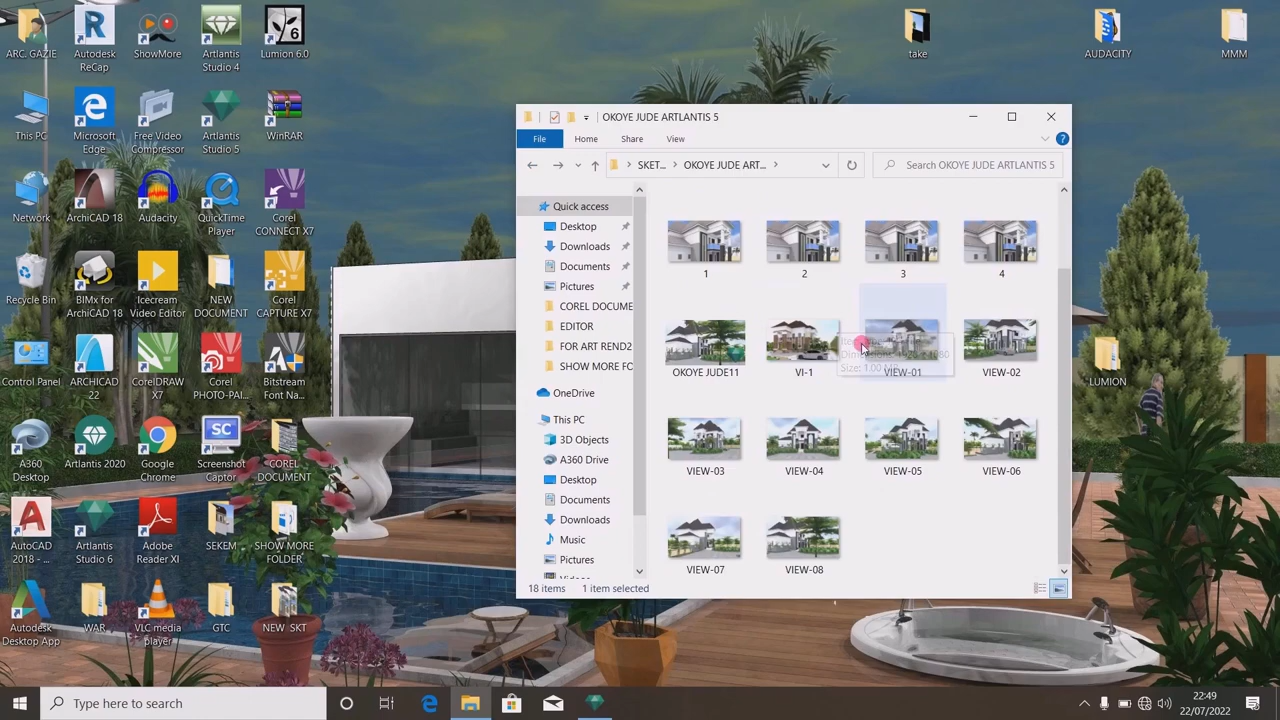 ARC. GAZIE
Autodesk
ReCap
ShowMore
Artlantis
Studio 4
Lumion 6.0
take
AUDACITY
MMM
This PC
Microsoft
Edge
Free Video
Compressor
Artlantis
Studio 5
WinRAR
Network
ArchiCAD 18
Audacity
QuickTime
Player
Corel
CONNECT X7
Recycle Bin
BIMx for
ArchiCAD 18
Icecream
Video Editor
NEW
DOCUMENT
Corel
CAPTURE X7
Control Panel
ARCHICAD
22
CorelDRAW
X7
Corel
PHOTO-PAI...
Bitstream
Font Na...
A360
Desktop
Artlantis 2020
Google
Chrome
SC
Screenshot
Captor
COREL
DOCUMENT
AutoCAD
2018 - ...
Artlantis
Studio 6
Adobe
Reader XI
SEKEM
SHOW MORE
FOLDER
Autodesk
Desktop App
WAR
VLC media
player
GTC
NEW SKT
LUMION
OKOYE JUDE ARTLANTIS 5
File
Home
Share
View
SKET...
OKOYE JUDE ART...
Search OKOYE JUDE ARTLANTIS 5
Quick access
Desktop
Downloads
Documents
Pictures
COREL DOCUME
EDITOR
FOR ART REND2
SHOW MORE FO
OneDrive
This PC
3D Objects
A360 Drive
Desktop
Documents
Downloads
Music
Pictures
1
2
3
4
OKOYE JUDE11
VI-1
VIEW-01
VIEW-02
Size: 1.00 MB
VIEW-03
VIEW-04
VIEW-05
VIEW-06
VIEW-07
VIEW-08
18 items
1 item selected
Type here to search
22:49
22/07/2022